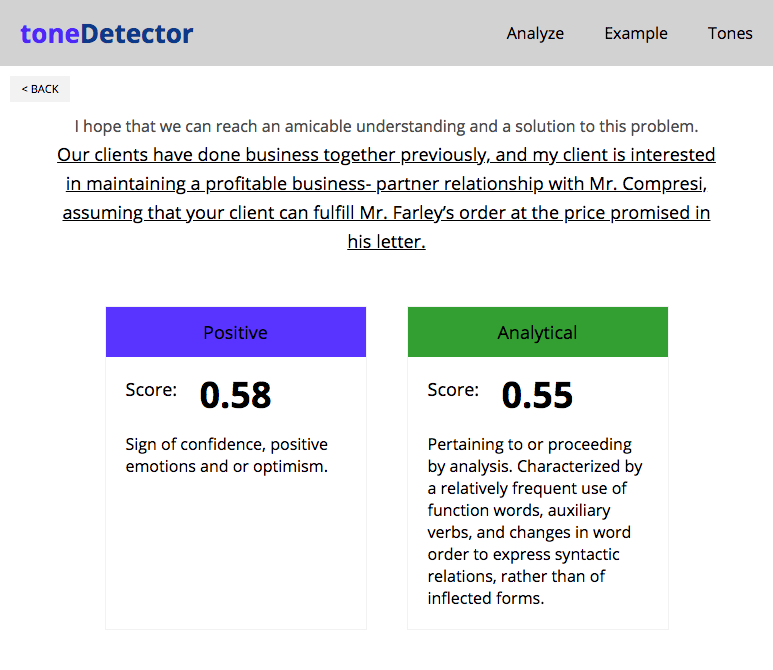 toneDetector
Analyze Example Tones
< BACK
I hope that we can reach an amicable understanding and a solution to this problem.
Our clients have done business together previously, and my client is interested
in maintaining a profitable business- partner relationship with Mr. Compresi,
assuming that your client can fulfill Mr. Farley’s order at the price promised in
his letter.
Positive
Score: 0.58
Sign of confidence, positive
emotions and or optimism.
Analytical
Score: 0.55
Pertaining to or proceeding
by analysis. Characterized by
a relatively frequent use of
function words, auxiliary
verbs, and changes in word
order to express syntactic
relations, rather than of
inflected forms.